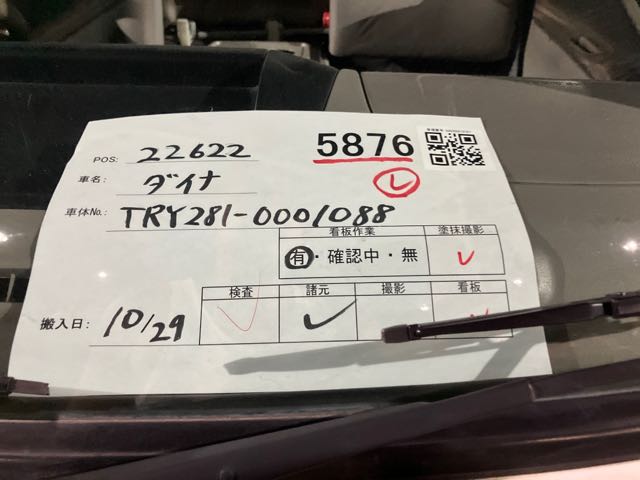 5876
POS: 22622
車名: ダイナ
レ
車体No.: TRY281-0001088
看板作業 塗抹撮影
有・確認中・無 レ
検査 諸元 撮影 看板
搬入日: 10/29